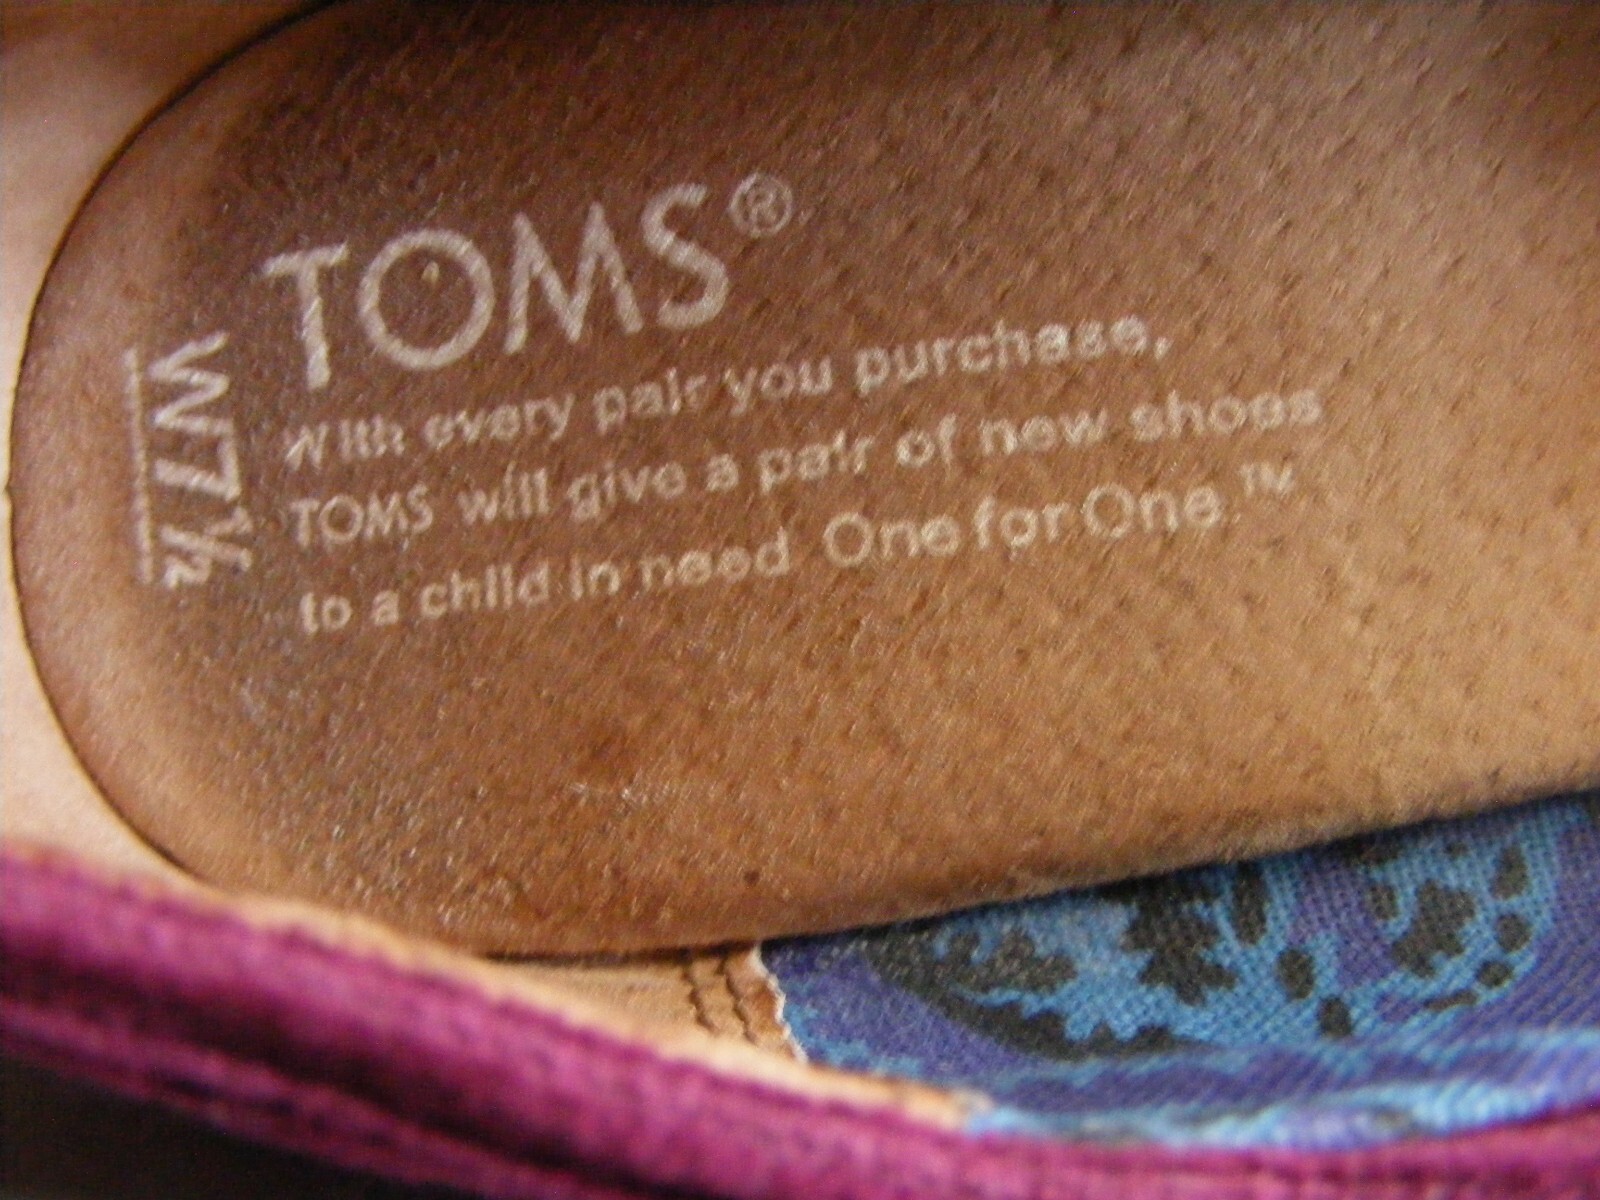 TOMS®
With every pair you purchase,
TOMS will give a pair of new shoes
to a child in need One for One.™
W7½